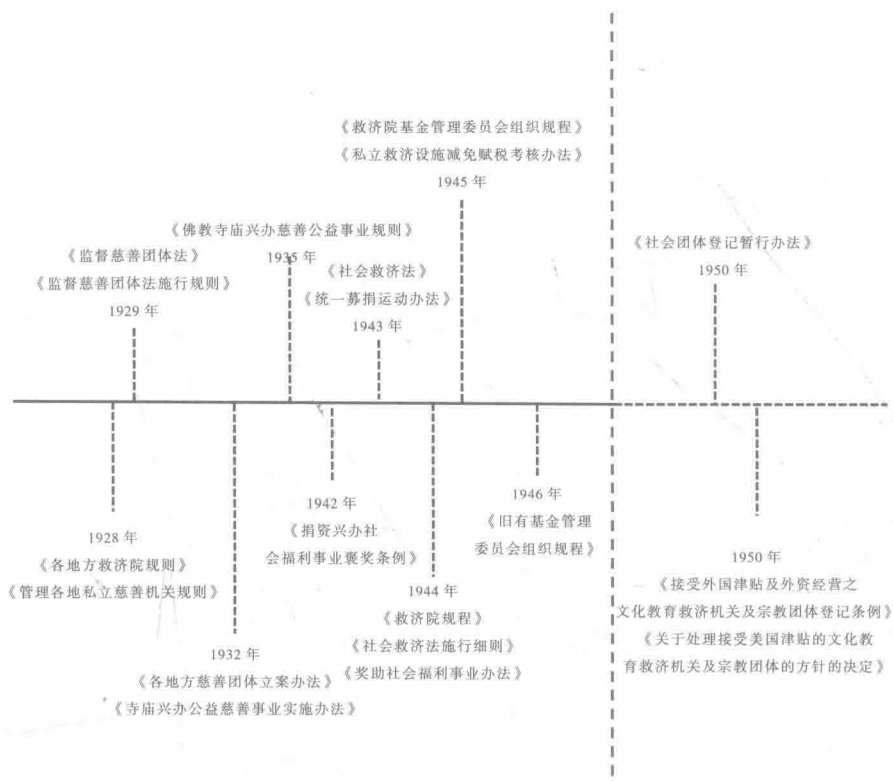 《救济院基金管理委员会组织规程》
《私立救济设施减免赋税考核办法》
1945 年
《佛教寺庙兴办慈善公益事业规则》
1935 年
《监督慈善团体法》
《监督慈善团体法施行规则》
1929 年
《社会救济法》
《统一募捐运动办法》
1943 年
《社会团体登记暂行办法》
1950 年
1928 年
《各地方救济院规则》
《管理各地私立慈善机关规则》
1932 年
《各地方慈善团体立案办法》
《寺庙兴办公益慈善事业实施办法》
1942 年
《捐资兴办社
会福利事业褒奖条例》
1944 年
《救济院规程》
《社会救济法施行细则》
《奖助社会福利事业办法》
1946 年
《旧有基金管理
委员会组织规程》
1950 年
《接受外国津贴及外资经营之
文化教育救济机关及宗教团体登记条例》
《关于处理接受美国津贴的文化教
育救济机关及宗教团体的方针的决定》